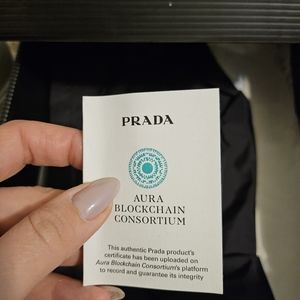 PRADA
AURA
BLOCKCHAIN
CONSORTIUM
This authentic Prada product's
certificate has been uploaded on
Aura Blockchain Consortium's platform
to record and guarantee its integrity